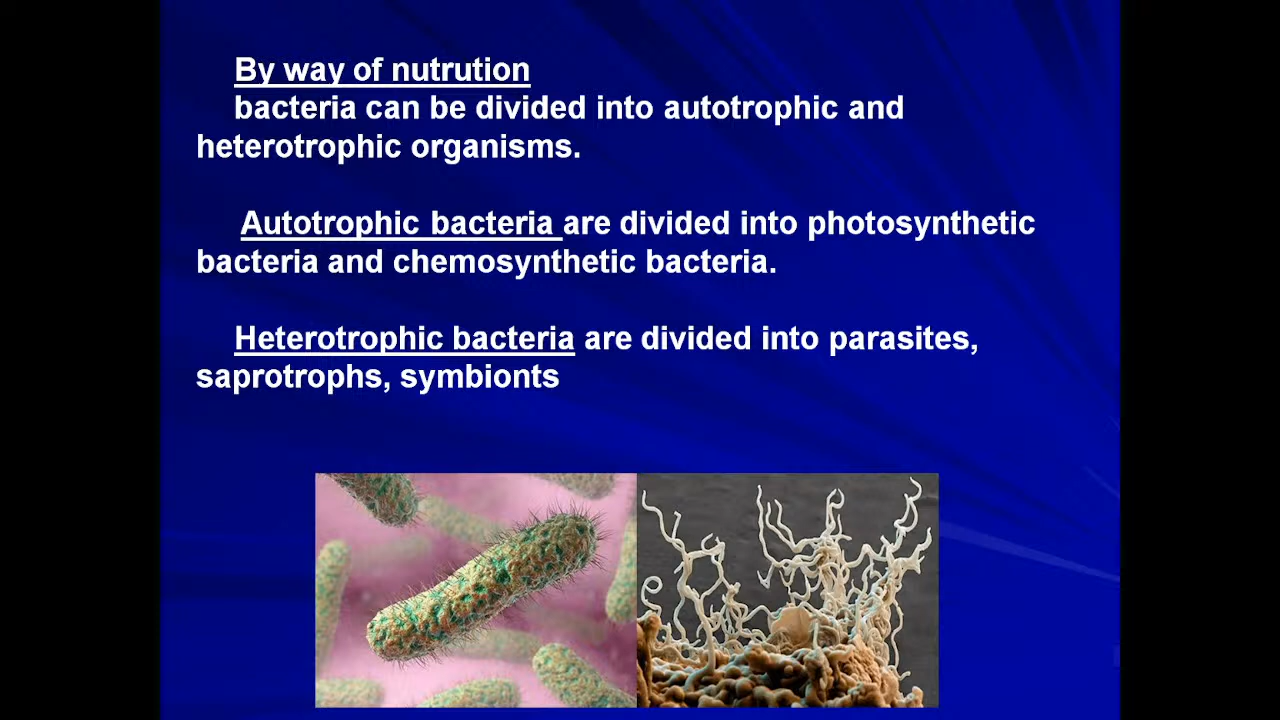 By way of nutrution
bacteria can be divided into autotrophic and
heterotrophic organisms.
Autotrophic bacteria are divided into photosynthetic
bacteria and chemosynthetic bacteria.
Heterotrophic bacteria are divided into parasites,
saprotrophs, symbionts